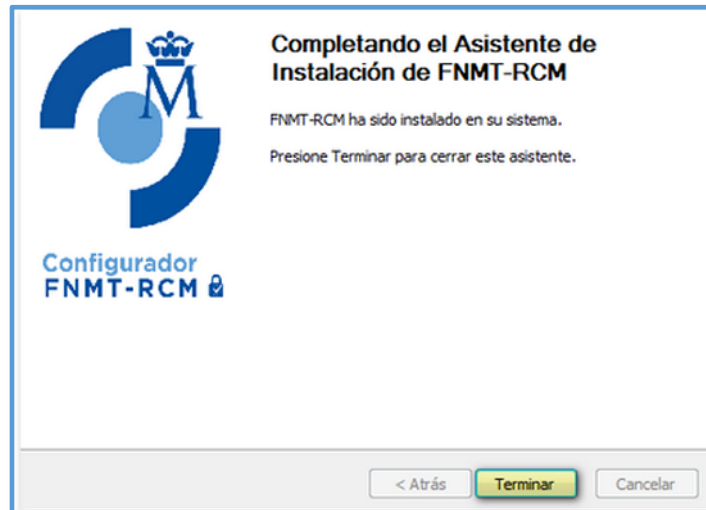 Completando el Asistente de
Instalación de FNMT-RCM
FNMT-RCM ha sido instalado en su sistema.
Presione Terminar para cerrar este asistente.
M
Configurador
FNMT-RCM
< Atrás
Terminar
Cancelar